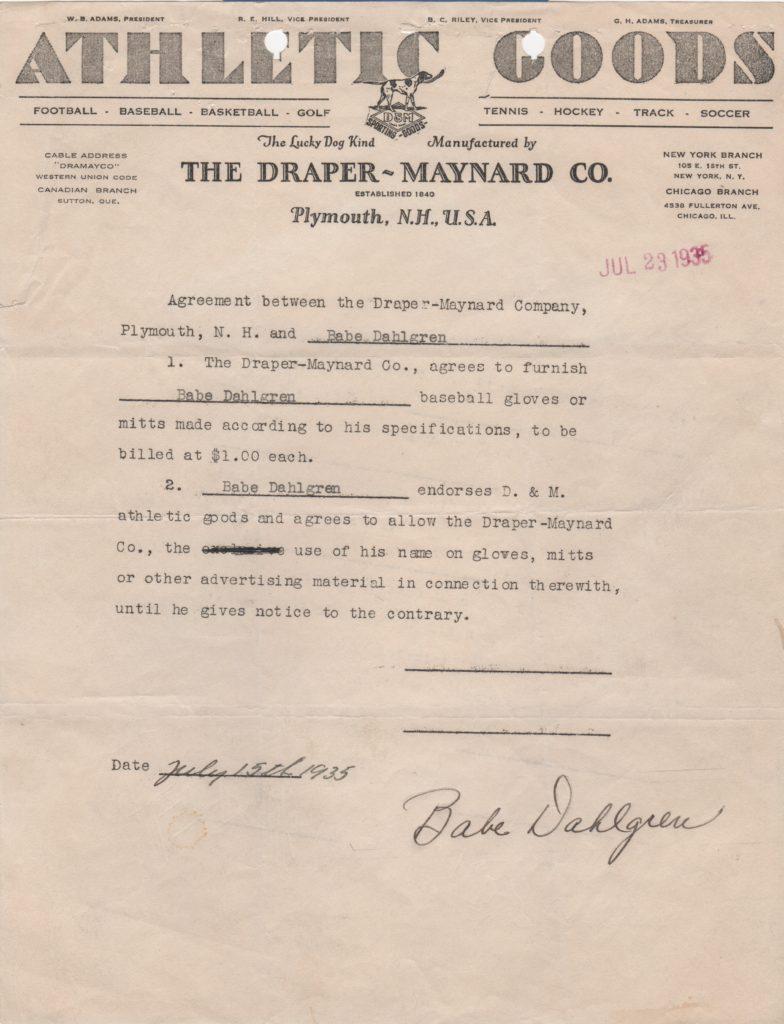 W. B. ADAMS, PRESIDENT R. E. HILL, VICE PRESIDENT B. C. RILEY, VICE PRESIDENT G. H. ADAMS, TREASURER
ATHLETIC GOODS
FOOTBALL - BASEBALL - BASKETBALL - GOLF
TENNIS - HOCKEY - TRACK - SOCCER
D&M
SPORTING GOODS
The Lucky Dog Kind Manufactured by
THE DRAPER~MAYNARD CO.
ESTABLISHED 1840
Plymouth, N.H., U.S.A.
CABLE ADDRESS
"DRAMAYCO"
WESTERN UNION CODE
CANADIAN BRANCH
SUTTON, QUE.
NEW YORK BRANCH
105 E. 15TH ST.
NEW YORK, N. Y.
CHICAGO BRANCH
4538 FULLERTON AVE.
CHICAGO, ILL.
JUL 23 1935
Agreement between the Draper-Maynard Company,
Plymouth, N. H. and Babe Dahlgren
1. The Draper-Maynard Co., agrees to furnish
Babe Dahlgren baseball gloves or
mitts made according to his specifications, to be
billed at $1.00 each.
2. Babe Dahlgren endorses D. & M.
athletic goods and agrees to allow the Draper-Maynard
Co., the exclusive use of his name on gloves, mitts
or other advertising material in connection therewith,
until he gives notice to the contrary.
Date July 15th 1935
Babe Dahlgren